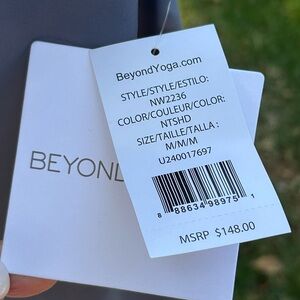 BeyondYoga.com
STYLE/STYLE/ESTILO:
NW2236
COLOR/COULEUR/COLOR:
NTSHD
SIZE/TAILLE/TALLA :
M/M/M
U240017697
8 88634 98975 1
MSRP $148.00
BEYOND